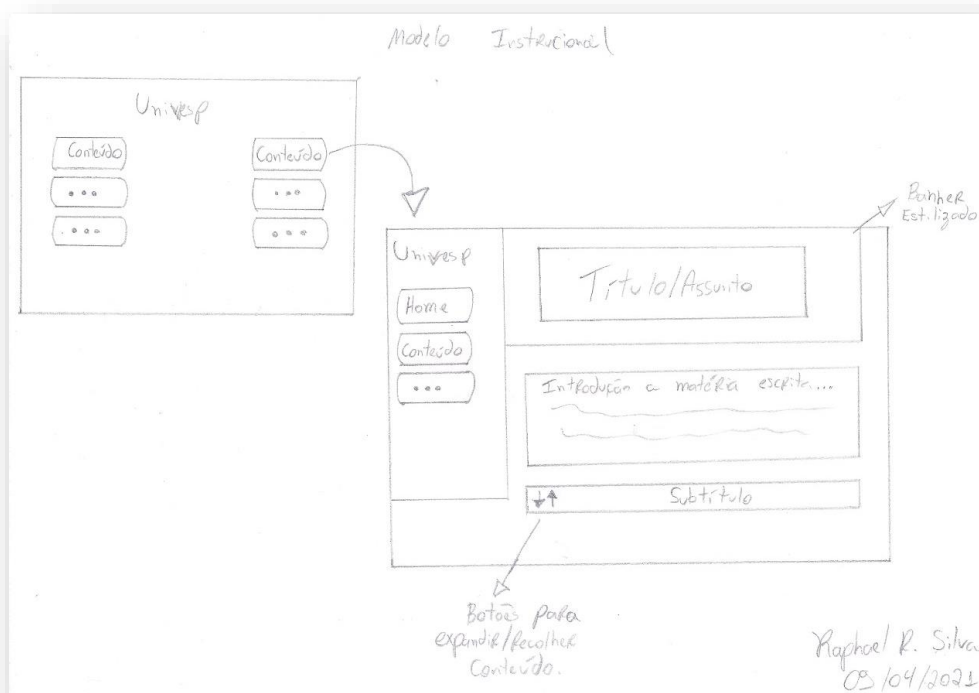 Modelo Instrucional
Univesp
Conteúdo
Conteúdo
Univesp
Home
Conteúdo
Título/Assunto
Banner
Estilizado
Introdução a matéria escrita...
Subtítulo
Botões para
expandir/Recolher
Conteúdo.
Raphael R. Silva
09/04/2021